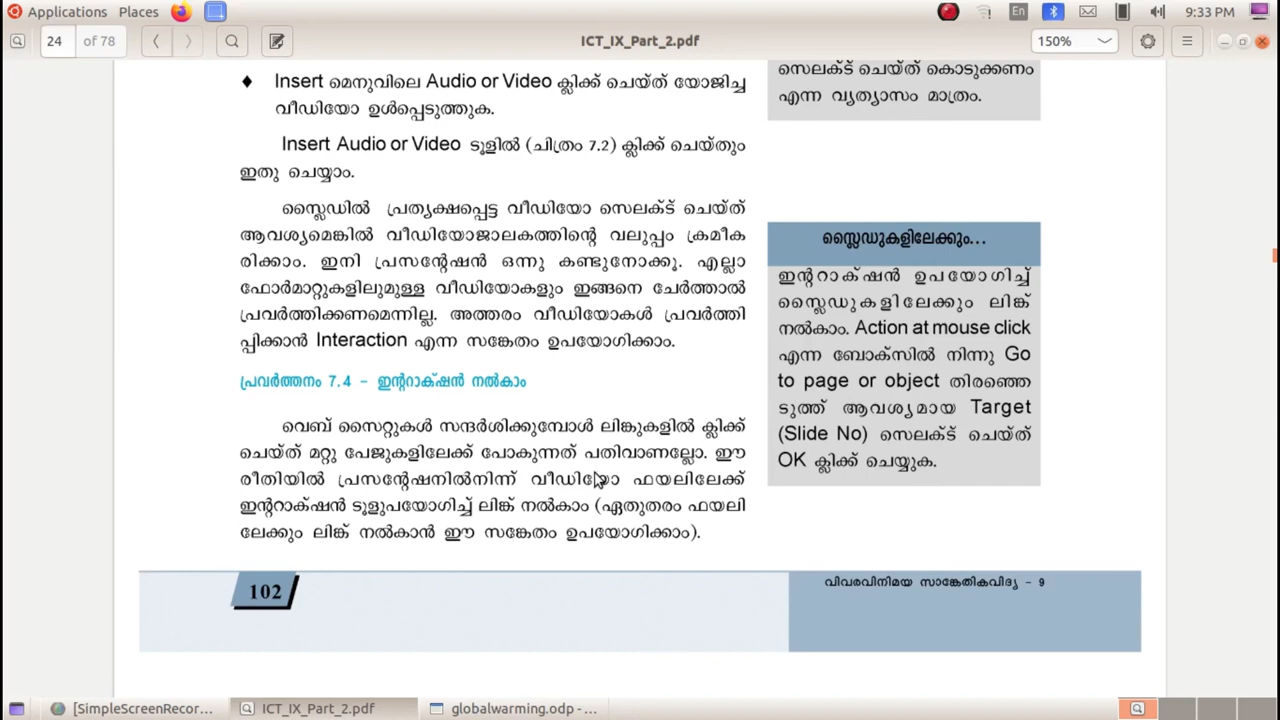 Applications Places En 9:33 PM
24 of 78 ICT_IX_Part_2.pdf 150%
♦ Insert മെനുവിലെ Audio or Video ക്ലിക്ക് ചെയ്ത് യോജിച്ച
വീഡിയോ ഉൾപ്പെടുത്തുക.
Insert Audio or Video ടൂളിൽ (ചിത്രം 7.2) ക്ലിക്ക് ചെയ്തും
ഇതു ചെയ്യാം.
സ്ലൈഡിൽ പ്രത്യക്ഷപ്പെട്ട വീഡിയോ സെലക്ട് ചെയ്ത്
ആവശ്യമെങ്കിൽ വീഡിയോജാലകത്തിന്റെ വലുപ്പം ക്രമീക
രിക്കാം. ഇനി പ്രസന്റേഷൻ ഒന്നു കണ്ടുനോക്കൂ. എല്ലാ
ഫോർമാറ്റുകളിലുമുള്ള വീഡിയോകളും ഇങ്ങനെ ചേർത്താൽ
പ്രവർത്തിക്കണമെന്നില്ല. അത്തരം വീഡിയോകൾ പ്രവർത്തി
പ്പിക്കാൻ Interaction എന്ന സങ്കേതം ഉപയോഗിക്കാം.
പ്രവർത്തനം 7.4 – ഇന്ററാക്ഷൻ നൽകാം
വെബ് സൈറ്റുകൾ സന്ദർശിക്കുമ്പോൾ ലിങ്കുകളിൽ ക്ലിക്ക്
ചെയ്ത് മറ്റു പേജുകളിലേക്ക് പോകുന്നത് പതിവാണല്ലോ. ഈ
രീതിയിൽ പ്രസന്റേഷനിൽനിന്ന് വീഡിയോ ഫയലിലേക്ക്
ഇന്ററാക്ഷൻ ടൂളുപയോഗിച്ച് ലിങ്ക് നൽകാം (ഏതുതരം ഫയലി
ലേക്കും ലിങ്ക് നൽകാൻ ഈ സങ്കേതം ഉപയോഗിക്കാം).
സെലക്ട് ചെയ്ത് കൊടുക്കണം
എന്ന വ്യത്യാസം മാത്രം.
സ്ലൈഡുകളിലേക്കും...
ഇന്ററാക്ഷൻ ഉപയോഗിച്ച്
സ്ലൈഡുകളിലേക്കും ലിങ്ക്
നൽകാം. Action at mouse click
എന്ന ബോക്സിൽ നിന്നു Go
to page or object തിരഞ്ഞെ
ടുത്ത് ആവശ്യമായ Target
(Slide No) സെലക്ട് ചെയ്ത്
OK ക്ലിക്ക് ചെയ്യുക.
102
വിവരവിനിമയ സാങ്കേതികവിദ്യ – 9
[SimpleScreenRecor... ICT_IX_Part_2.pdf globalwarming.odp - ...